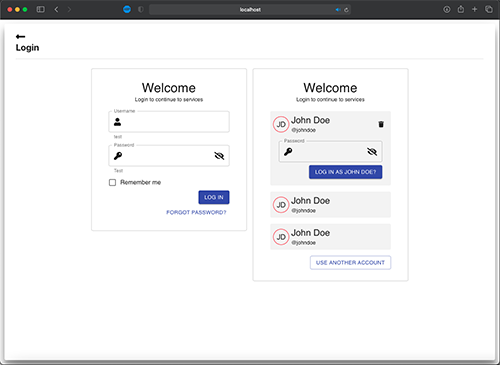 localhost
Login
Welcome
Login to continue to services
Username
test
Password
Test
Remember me
LOG IN
FORGOT PASSWORD?
Welcome
Login to continue to services
JD
John Doe
@johndoe
Password
LOG IN AS JOHN DOE?
JD
John Doe
@johndoe
JD
John Doe
@johndoe
USE ANOTHER ACCOUNT